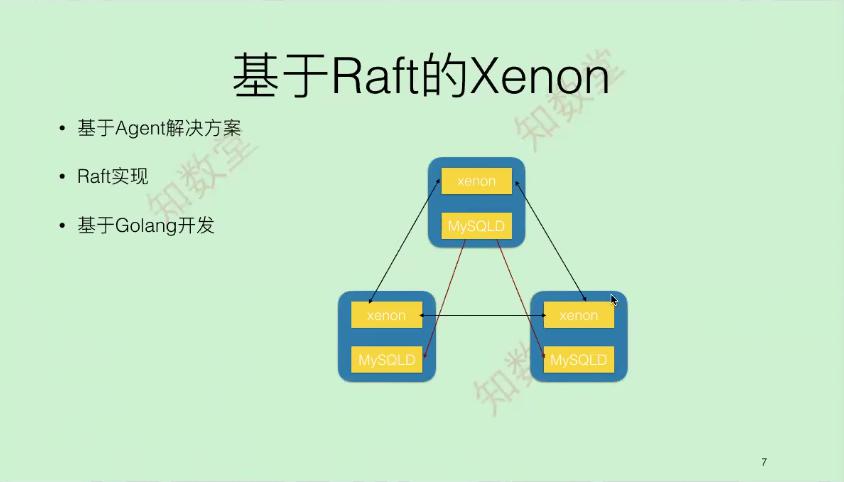 基于Raft的Xenon
• 基于Agent解决方案
• Raft实现
• 基于Golang开发
知数堂
知数堂
xenon
MySQLD
xenon
xenon
MySQLD
MySQLD
知数
7